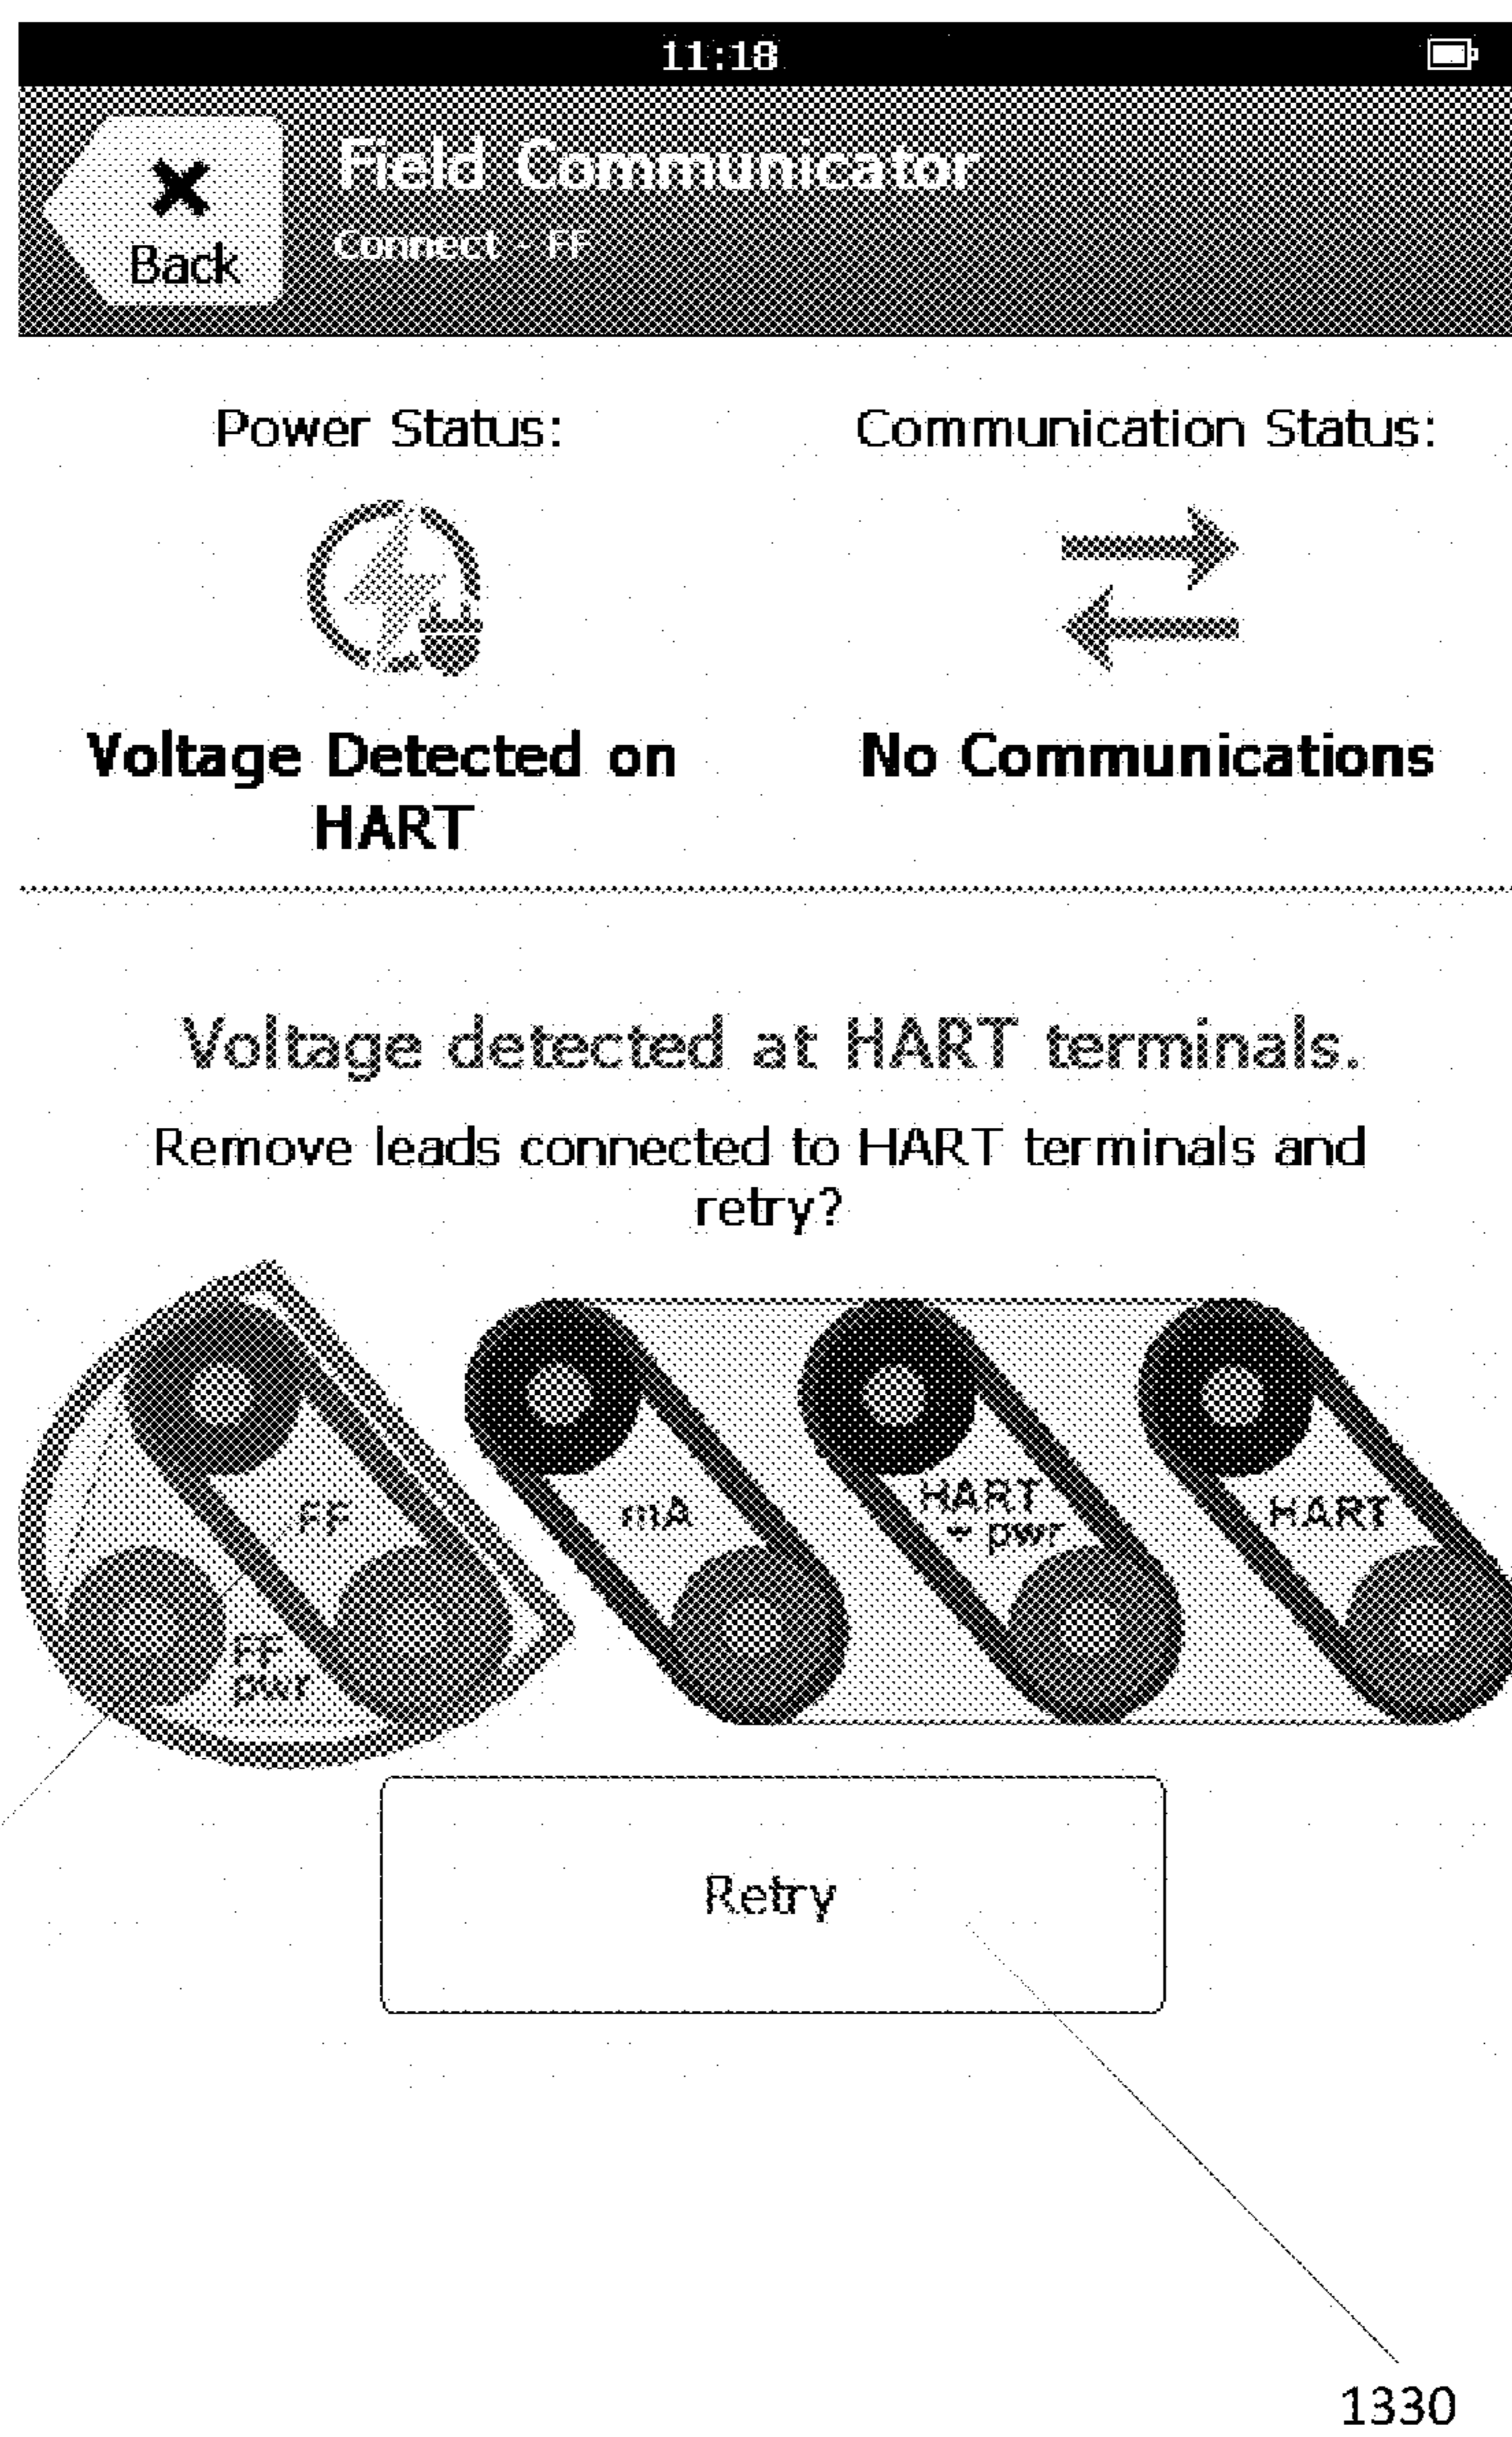 11:18
Back
Field Communicator
Connect - FF
Power Status:
Communication Status:
Voltage Detected on
HART
No Communications
Voltage detected at HART terminals.
Remove leads connected to HART terminals and
retry?
FF
FF
pwr
mA
HART
- pwr
HART
Retry
1330